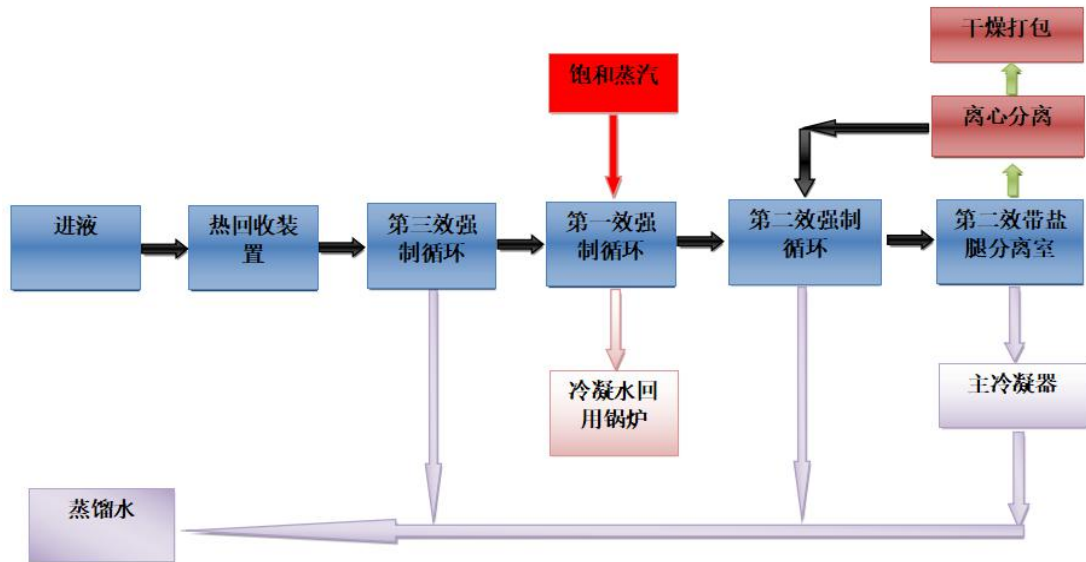 干燥打包
饱和蒸汽
离心分离
进液
热回收装
置
第三效强
制循环
第一效强
制循环
第二效强制
循环
第二效带盐
腿分离室
冷凝水回
用锅炉
主冷凝器
蒸馏水